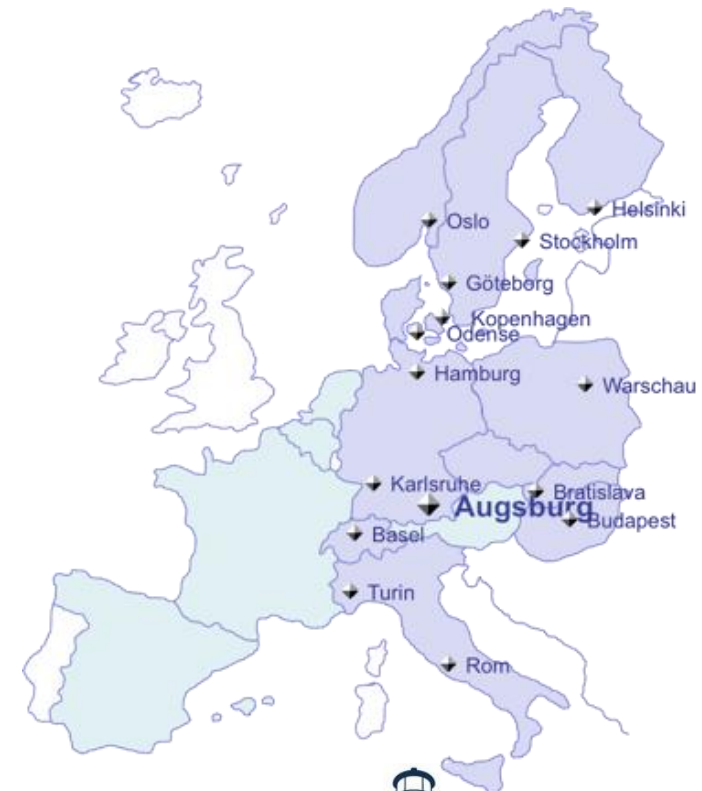 Helsinki
Oslo
Stockholm
Göteborg
Kopenhagen
Odense
Hamburg
Warschau
Karlsruhe
Bratislava
Augsburg
Budapest
Basel
Turin
Rom